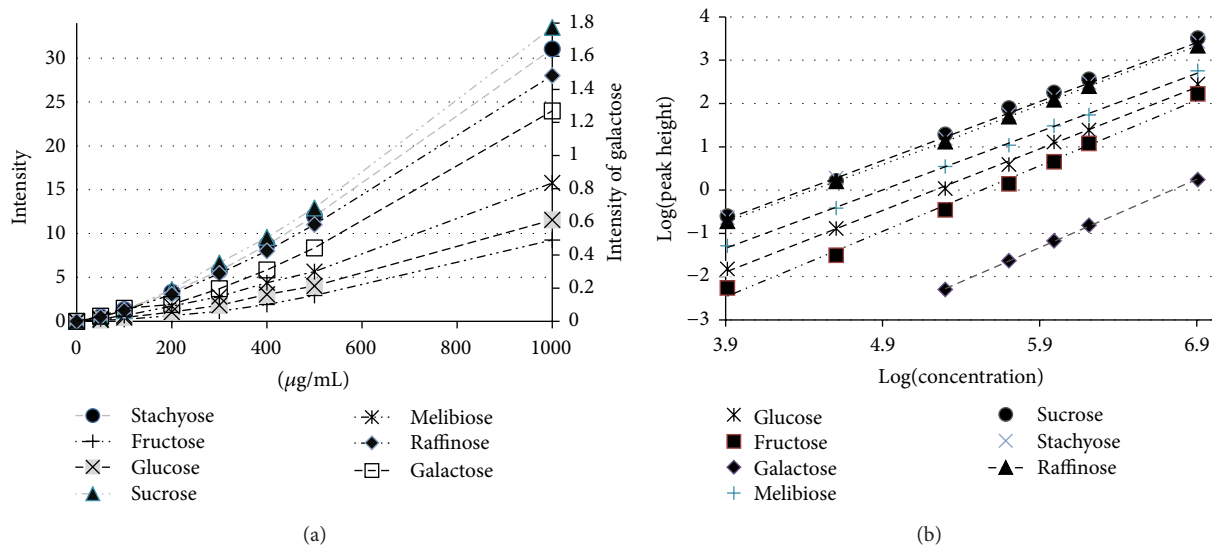 30
25
20
15
10
5
0
Intensity
1.8
1.6
1.4
1.2
1
0.8
0.6
0.4
0.2
0
Intensity of galactose
0 200 400 600 800 1000
(μg/mL)
Stachyose
Fructose
Glucose
Sucrose
Melibiose
Raffinose
Galactose
(a)
4
3
2
1
0
−1
−2
−3
Log(peak height)
3.9 4.9 5.9 6.9
Log(concentration)
Glucose
Fructose
Galactose
Melibiose
Sucrose
Stachyose
Raffinose
(b)